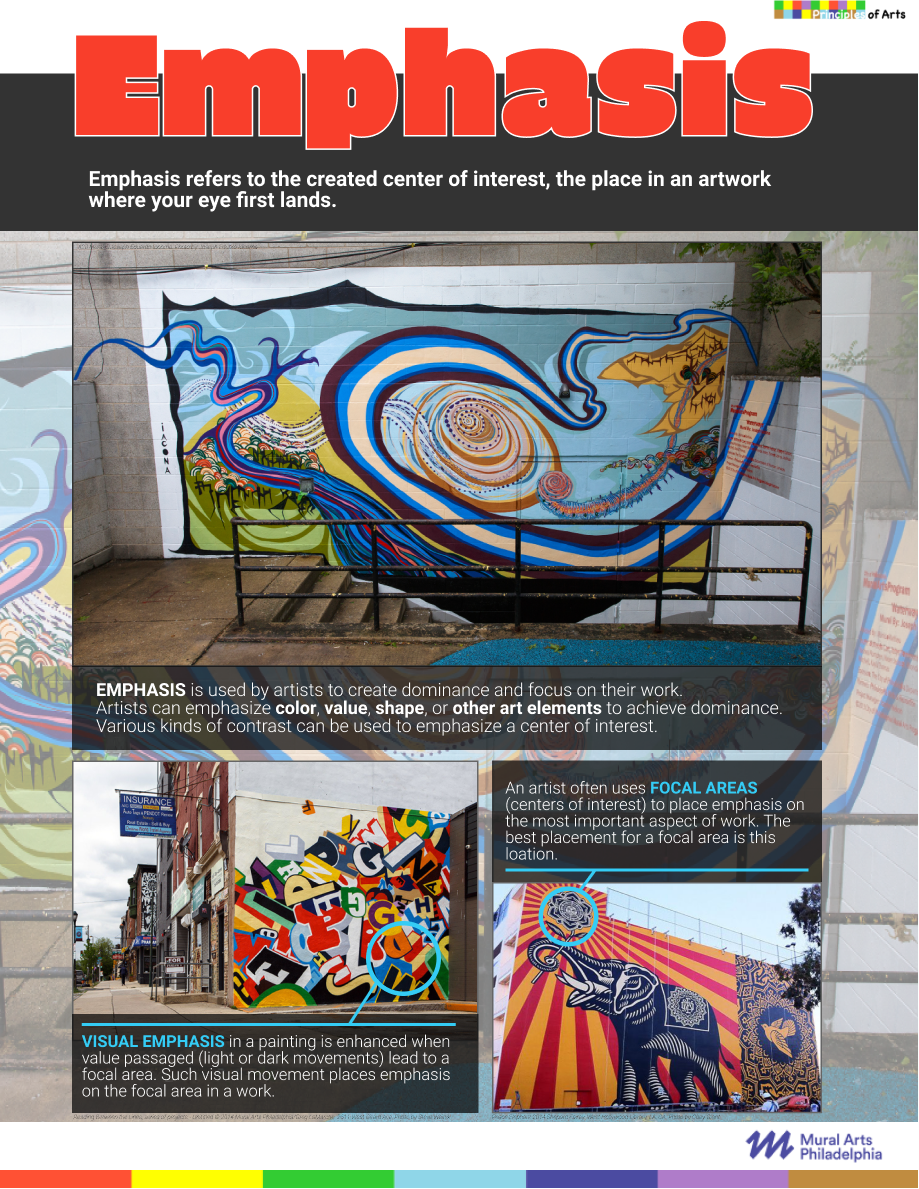 Principles of Arts
Emphasis
Emphasis refers to the created center of interest, the place in an artwork
where your eye first lands.
IACONA
EMPHASIS is used by artists to create dominance and focus on their work.
Artists can emphasize color, value, shape, or other art elements to achieve dominance.
Various kinds of contrast can be used to emphasize a center of interest.
INSURANCE
FOR
An artist often uses FOCAL AREAS
(centers of interest) to place emphasis on
the most important aspect of work. The
best placement for a focal area is this
loation.
VISUAL EMPHASIS in a painting is enhanced when
value passaged (light or dark movements) lead to a
focal area. Such visual movement places emphasis
on the focal area in a work.
Mural Arts
Philadelphia